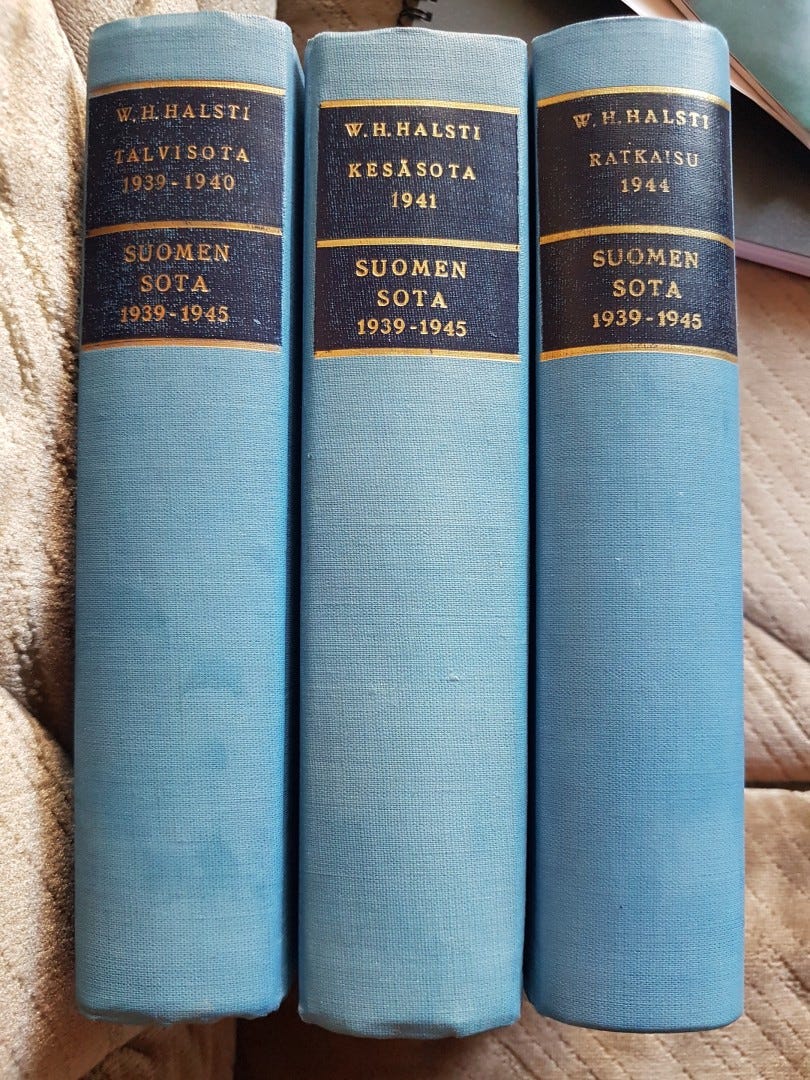 W. H. HALSTI
TALVISOTA
1939-1940
SUOMEN
SOTA
1939-1945
W. H. HALSTI
KESÄSOTA
1941
SUOMEN
SOTA
1939-1945
W. H. HALSTI
RATKAISU
1944
SUOMEN
SOTA
1939-1945